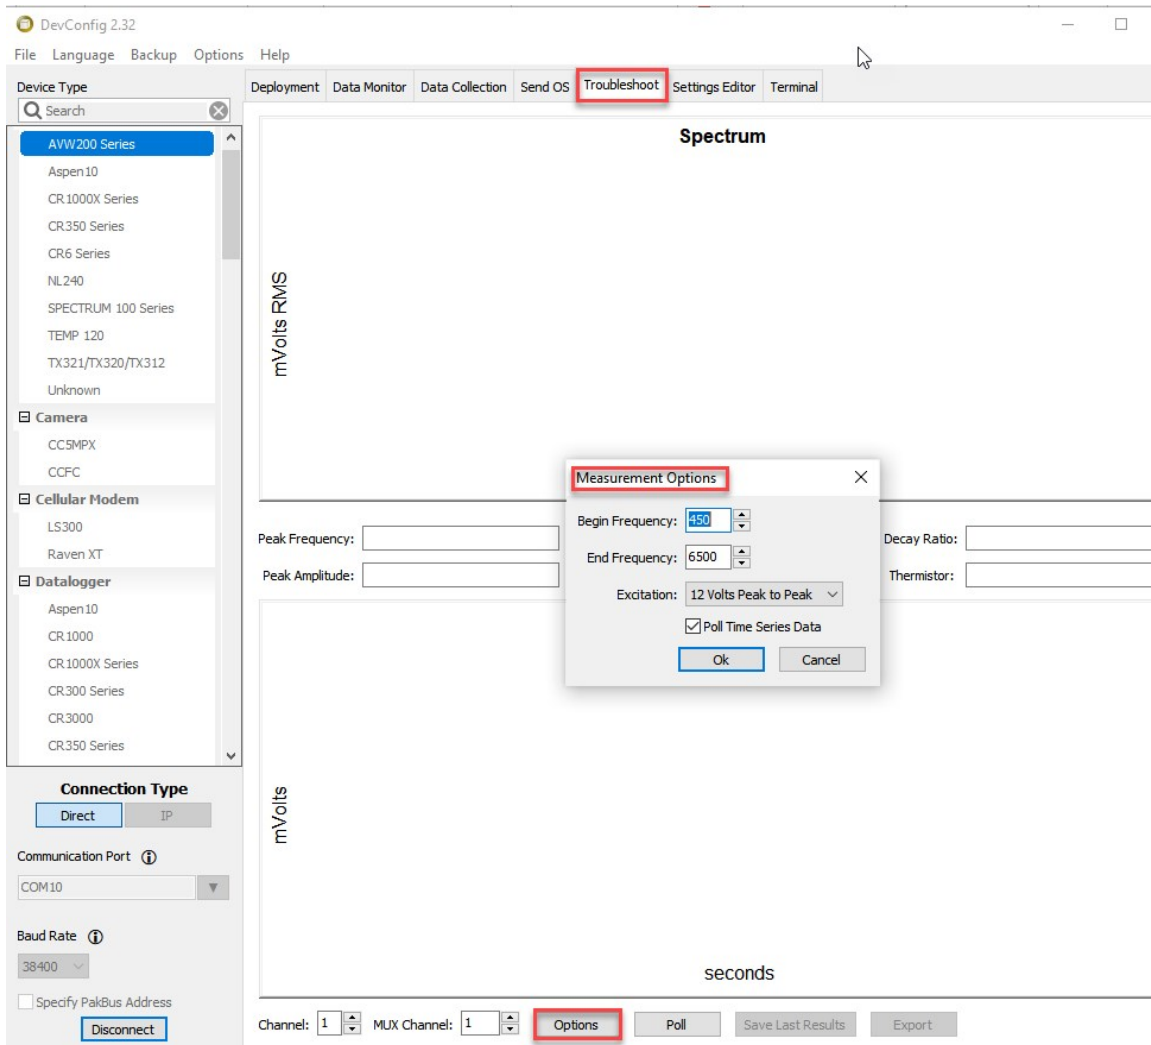 DevConfig 2.32
File Language Backup Options Help
Device Type
Search
AVW200 Series
Aspen10
CR1000X Series
CR350 Series
CR6 Series
NL240
SPECTRUM 100 Series
TEMP 120
TX321/TX320/TX312
Unknown
Camera
CC5MPX
CCFC
Cellular Modem
LS300
Raven XT
Datalogger
Aspen10
CR1000
CR1000X Series
CR300 Series
CR3000
CR350 Series
Connection Type
Direct IP
Communication Port
COM10
Baud Rate
38400
Specify PakBus Address
Disconnect
Deployment Data Monitor Data Collection Send OS Troubleshoot Settings Editor Terminal
Spectrum
mVolts RMS
Peak Frequency:
Peak Amplitude:
Decay Ratio:
Thermistor:
Measurement Options
Begin Frequency: 450
End Frequency: 6500
Excitation: 12 Volts Peak to Peak
Poll Time Series Data
Ok Cancel
mVolts
seconds
Channel: 1 MUX Channel: 1 Options Poll Save Last Results Export